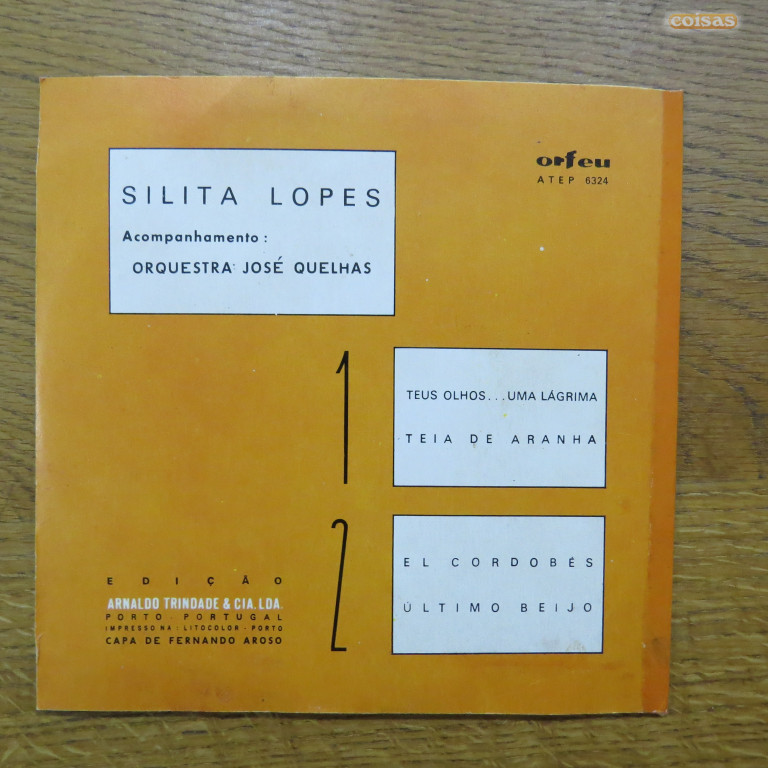 coisas
orfeu
ATEP 6324
SILITA LOPES
Acompanhamento:
ORQUESTRA JOSÉ QUELHAS
1
TEUS OLHOS...UMA LÁGRIMA
TEIA DE ARANHA
2
EL CORDOBÉS
ÚLTIMO BEIJO
EDIÇÃO
ARNALDO TRINDADE & CIA. LDA.
PORTO - PORTUGAL
IMPRESSO NA: LITOCOLOR - PORTO
CAPA DE FERNANDO AROSO